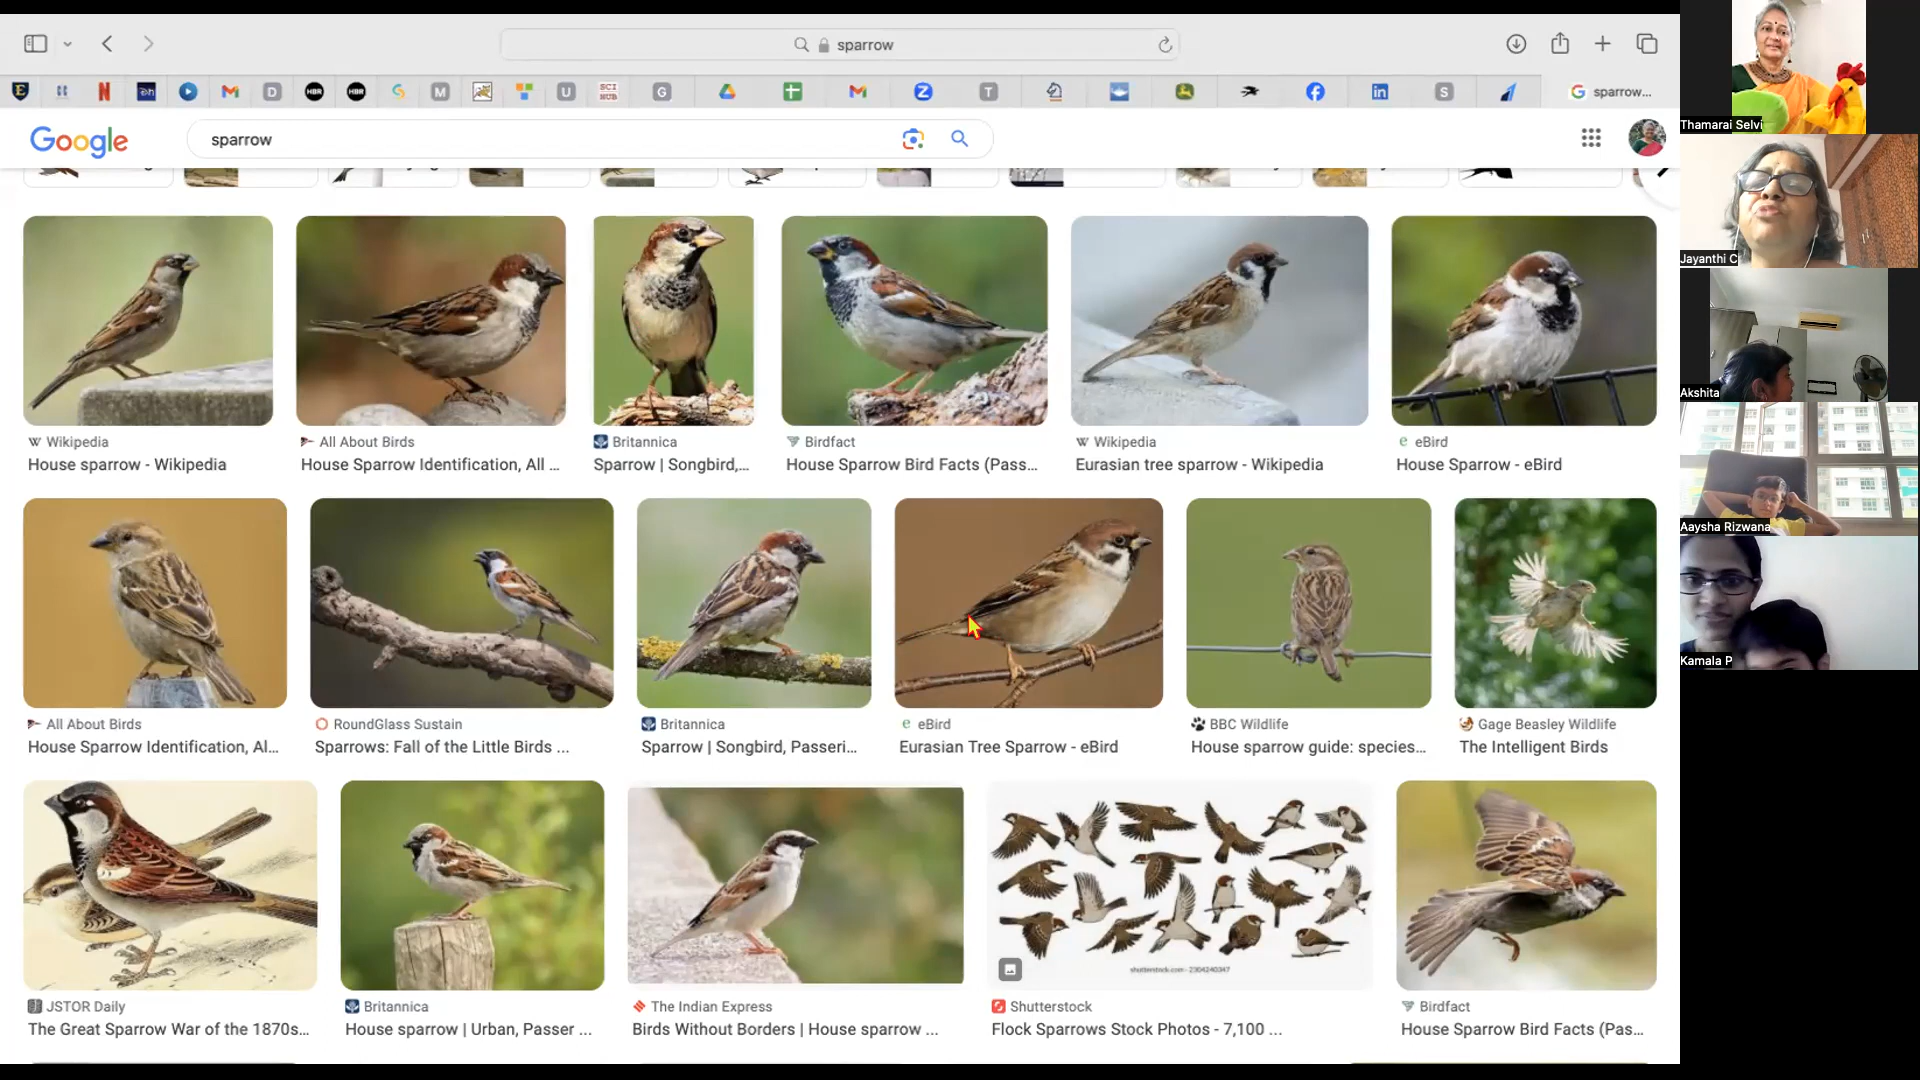 sparrow
sparrow...
Google
sparrow
Wikipedia
House sparrow - Wikipedia
All About Birds
House Sparrow Identification, All ...
Britannica
Sparrow | Songbird,...
Birdfact
House Sparrow Bird Facts (Pass...
Wikipedia
Eurasian tree sparrow - Wikipedia
eBird
House Sparrow - eBird
All About Birds
House Sparrow Identification, Al...
RoundGlass Sustain
Sparrows: Fall of the Little Birds ...
Britannica
Sparrow | Songbird, Passeri...
eBird
Eurasian Tree Sparrow - eBird
BBC Wildlife
House sparrow guide: species...
Gage Beasley Wildlife
The Intelligent Birds
shutterstock.com · 2304240347
JSTOR Daily
The Great Sparrow War of the 1870s...
Britannica
House sparrow | Urban, Passer ...
The Indian Express
Birds Without Borders | House sparrow ...
Shutterstock
Flock Sparrows Stock Photos - 7,100 ...
Birdfact
House Sparrow Bird Facts (Pas...
Thamarai Selvi
Jayanthi C
Akshita
Aaysha Rizwana
Kamala P